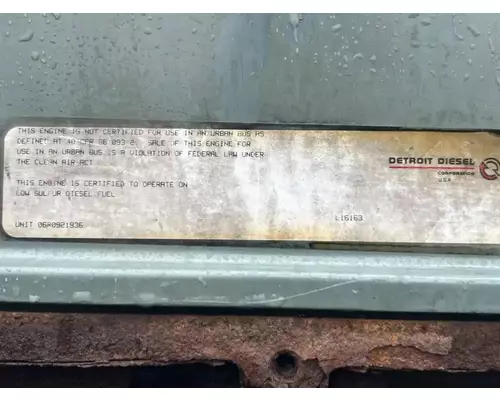 THIS ENGINE IS NOT CERTIFIED FOR USE IN AN URBAN BUS AS
DEFINED AT 40 CFR 86 093-2. SALE OF THIS ENGINE FOR
USE IN AN URBAN BUS IS A VIOLATION OF FEDERAL LAW UNDER
THE CLEAN AIR ACT
THIS ENGINE IS CERTIFIED TO OPERATE ON
LOW SULFUR DIESEL FUEL
UNIT 06R0921936
L16163
DETROIT DIESEL
CORPORATION
U.S.A.